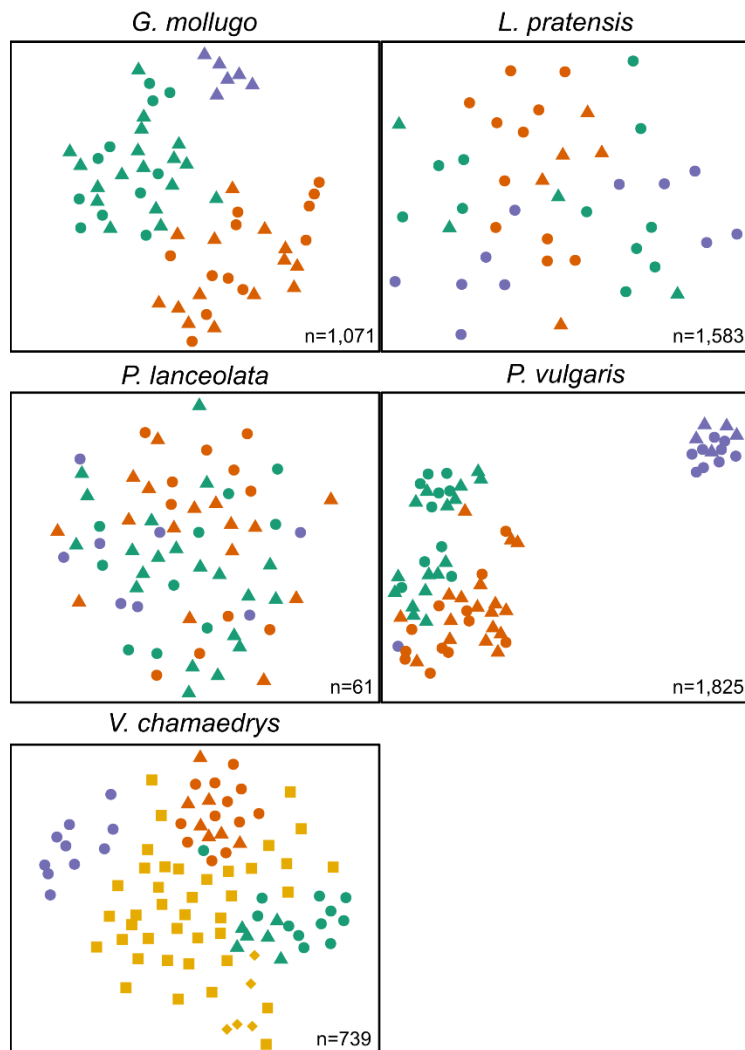 G. mollugo
L. pratensis
n=1,071
n=1,583
P. lanceolata
P. vulgaris
n=61
n=1,825
V. chamaedrys
n=739